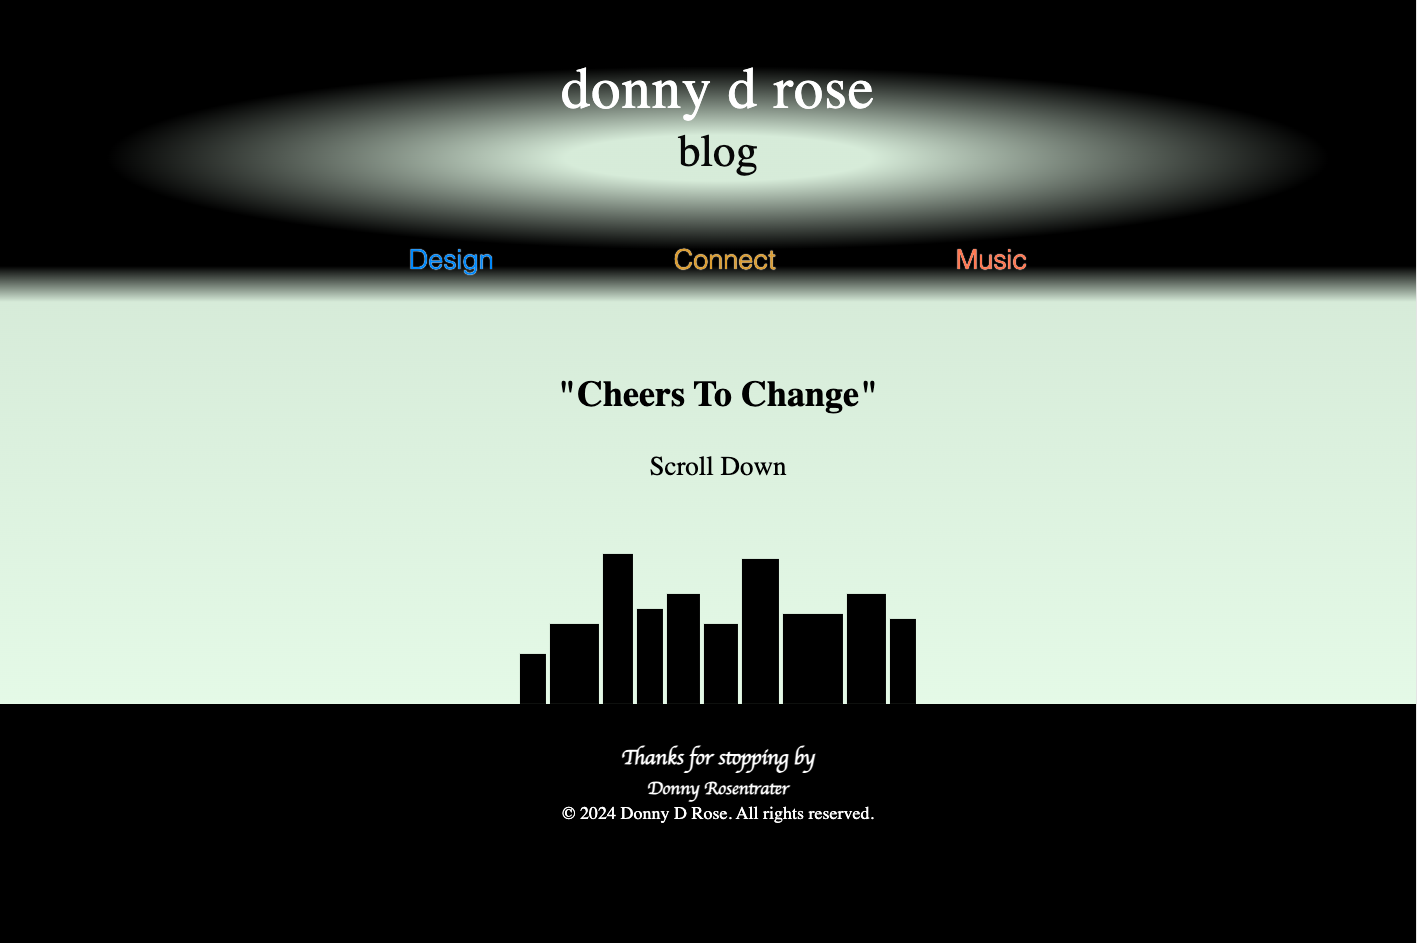 donny d rose
blog
Design Connect Music
"Cheers To Change"
Scroll Down
Thanks for stopping by
Donny Rosentrater
© 2024 Donny D Rose. All rights reserved.